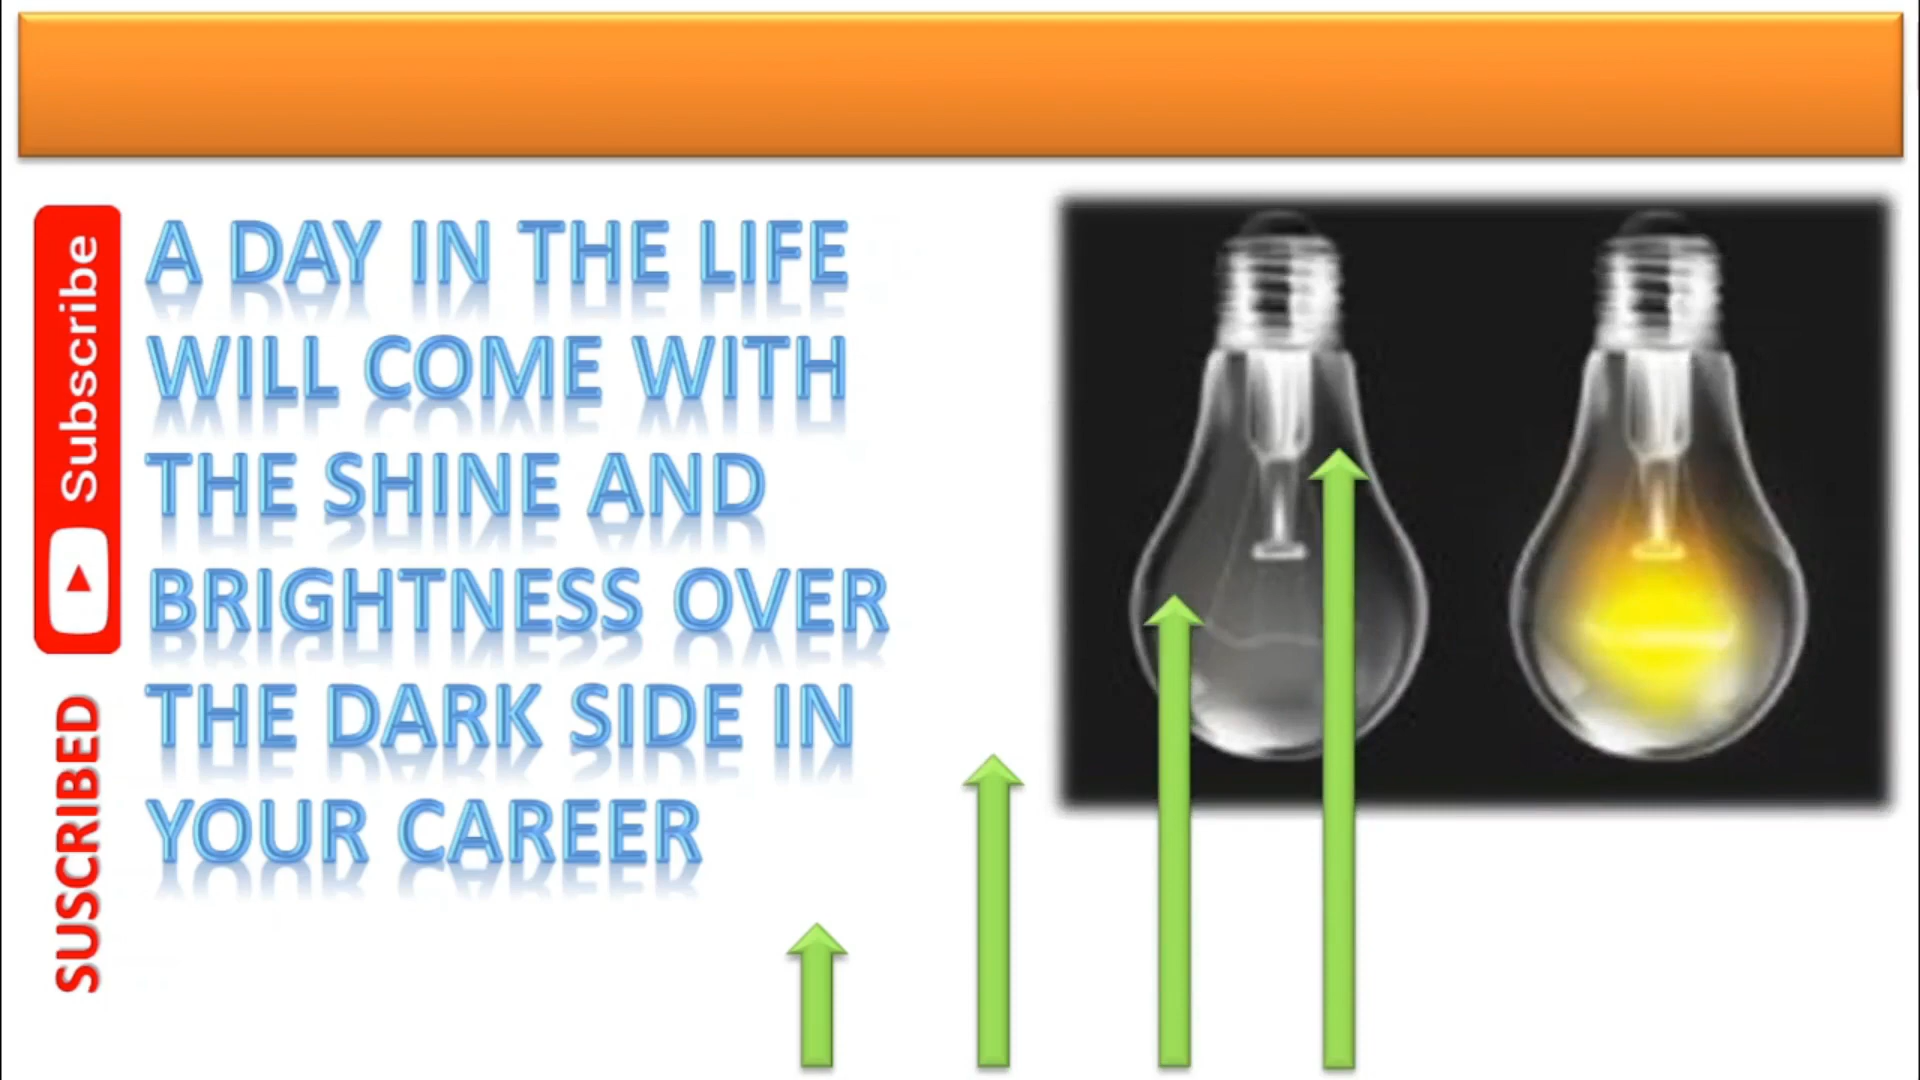 Subscribe
SUSCRIBED
A DAY IN THE LIFE
WILL COME WITH
THE SHINE AND
BRIGHTNESS OVER
THE DARK SIDE IN
YOUR CAREER